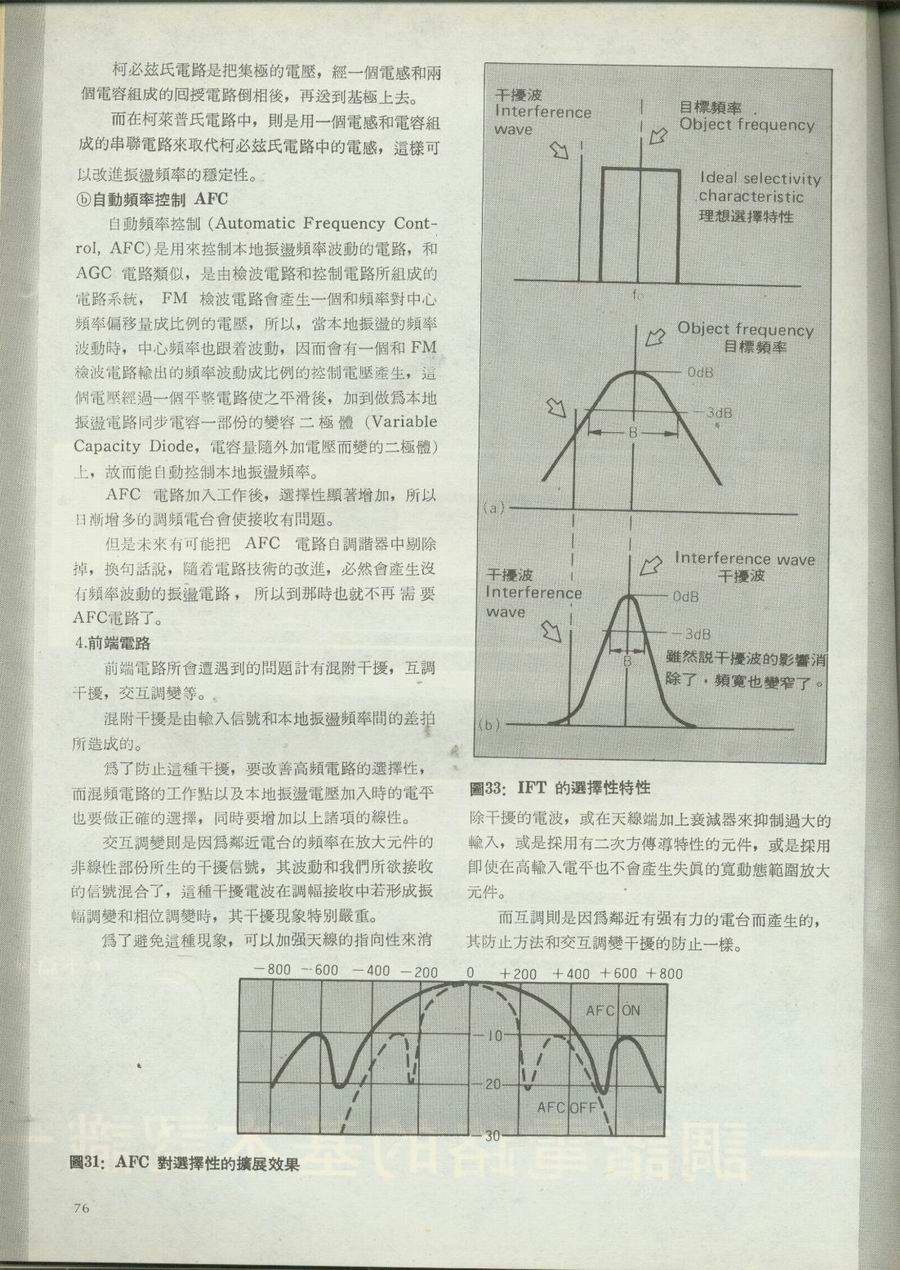 柯必玆氏電路是把集極的電壓，經一個電感和兩
個電容組成的回授電路倒相後，再送到基極上去。
而在柯萊普氏電路中，則是用一個電感和電容組
成的串聯電路來取代柯必玆氏電路中的電感，這樣可
以改進振盪頻率的穩定性。
ⓑ自動頻率控制 AFC
自動頻率控制 (Automatic Frequency Cont-
rol, AFC)是用來控制本地振盪頻率波動的電路，和
AGC 電路類似，是由檢波電路和控制電路所組成的
電路系統， FM 檢波電路會產生一個和頻率對中心
頻率偏移量成比例的電壓，所以，當本地振盪的頻率
波動時，中心頻率也跟着波動，因而會有一個和 FM
檢波電路輸出的頻率波動成比例的控制電壓產生，這
個電壓經過一個平整電路使之平滑後，加到做爲本地
振盪電路同步電容一部份的變容二極體 (Variable
Capacity Diode，電容量隨外加電壓而變的二極體)
上，故而能自動控制本地振盪頻率。
AFC 電路加入工作後，選擇性顯著增加，所以
日漸增多的調頻電台會使接收有問題。
但是未來有可能把 AFC 電路自調諧器中剔除
掉，換句話說，隨着電路技術的改進，必然會產生沒
有頻率波動的振盪電路，所以到那時也就不再需要
AFC電路了。
4.前端電路
前端電路所會遭遇到的問題計有混附干擾，互調
干擾，交互調變等。
混附干擾是由輸入信號和本地振盪頻率間的差拍
所造成的。
爲了防止這種干擾，要改善高頻電路的選擇性，
而混頻電路的工作點以及本地振盪電壓加入時的電平
也要做正確的選擇，同時要增加以上諸項的線性。
交互調變則是因爲鄰近電台的頻率在放大元件的
非線性部份所生的干擾信號，其波動和我們所欲接收
的信號混合了，這種干擾電波在調幅接收中若形成振
幅調變和相位調變時，其干擾現象特別嚴重。
爲了避免這種現象，可以加强天線的指向性來消
干擾波
Interference
wave
目標頻率
Object frequency
Ideal selectivity
characteristic
理想選擇特性
fo
Object frequency
目標頻率
0dB
-3dB
B
(a)
干擾波
Interference
wave
Interference wave
干擾波
0dB
-3dB
B
雖然説干擾波的影響消
除了，頻寬也變窄了。
(b)
圖33：IFT 的選擇性特性
除干擾的電波，或在天線端加上衰減器來抑制過大的
輸入，或是採用有二次方傳導特性的元件，或是採用
卽使在高輸入電平也不會產生失眞的寬動態範圍放大
元件。
而互調則是因爲鄰近有强有力的電台而產生的，
其防止方法和交互調變干擾的防止一樣。
-800 -600 -400 -200 0 +200 +400 +600 +800
AFC ON
-10
-20
AFC OFF
30
圖31：AFC 對選擇性的擴展效果
76